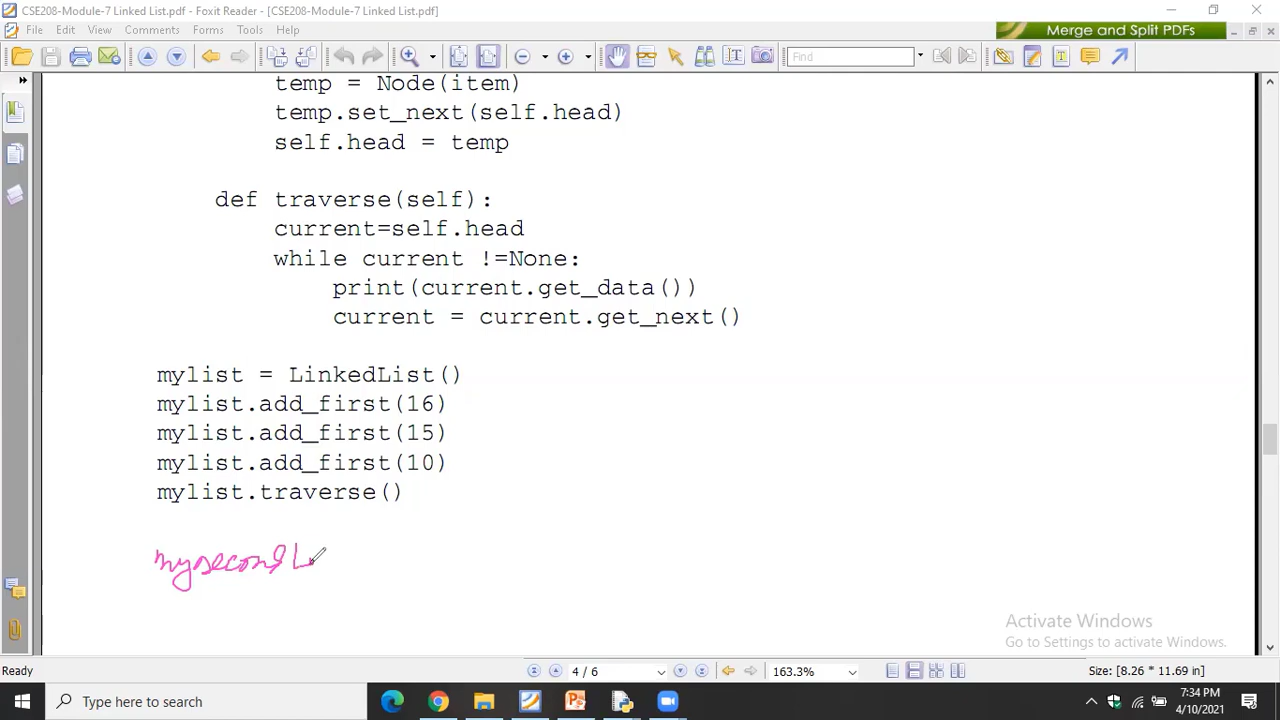 CSE208-Module-7 Linked List.pdf - Foxit Reader - [CSE208-Module-7 Linked List.pdf]
File Edit View Comments Forms Tools Help
Merge and Split PDFs
Find
temp = Node(item)
temp.set_next(self.head)
self.head = temp
def traverse(self):
current=self.head
while current !=None:
print(current.get_data())
current = current.get_next()
mylist = LinkedList()
mylist.add_first(16)
mylist.add_first(15)
mylist.add_first(10)
mylist.traverse()
mysecondL
Activate Windows
Go to Settings to activate Windows.
Ready
4 / 6
163.3%
Size: [8.26 * 11.69 in]
Type here to search
7:34 PM
4/10/2021